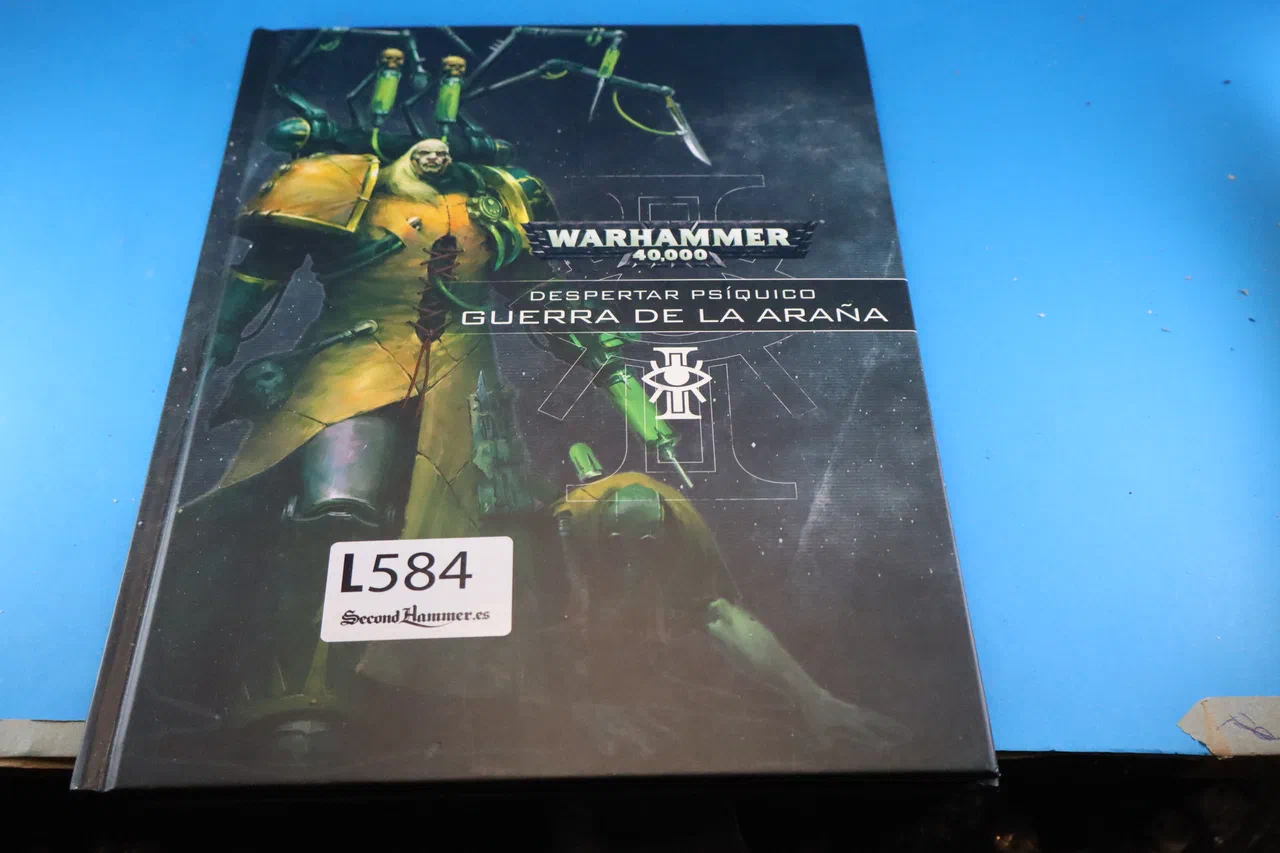 WARHAMMER
40,000
DESPERTAR PSÍQUICO
GUERRA DE LA ARAÑA
L584
SecondHammer.es